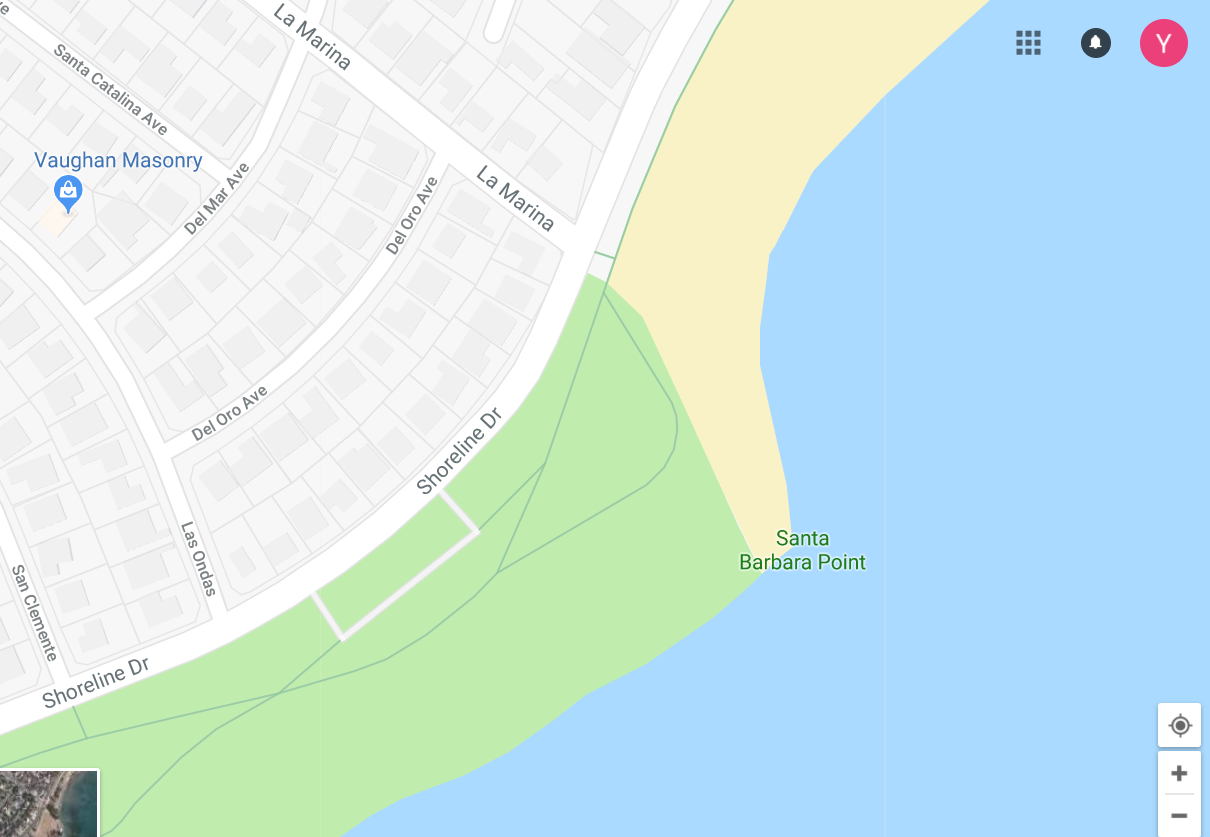 La Marina
Santa Catalina Ave
Y
Vaughan Masonry
Del Mar Ave
Del Oro Ave
La Marina
Del Oro Ave
Shoreline Dr
Las Ondas
San Clemente
Santa
Barbara Point
Shoreline Dr